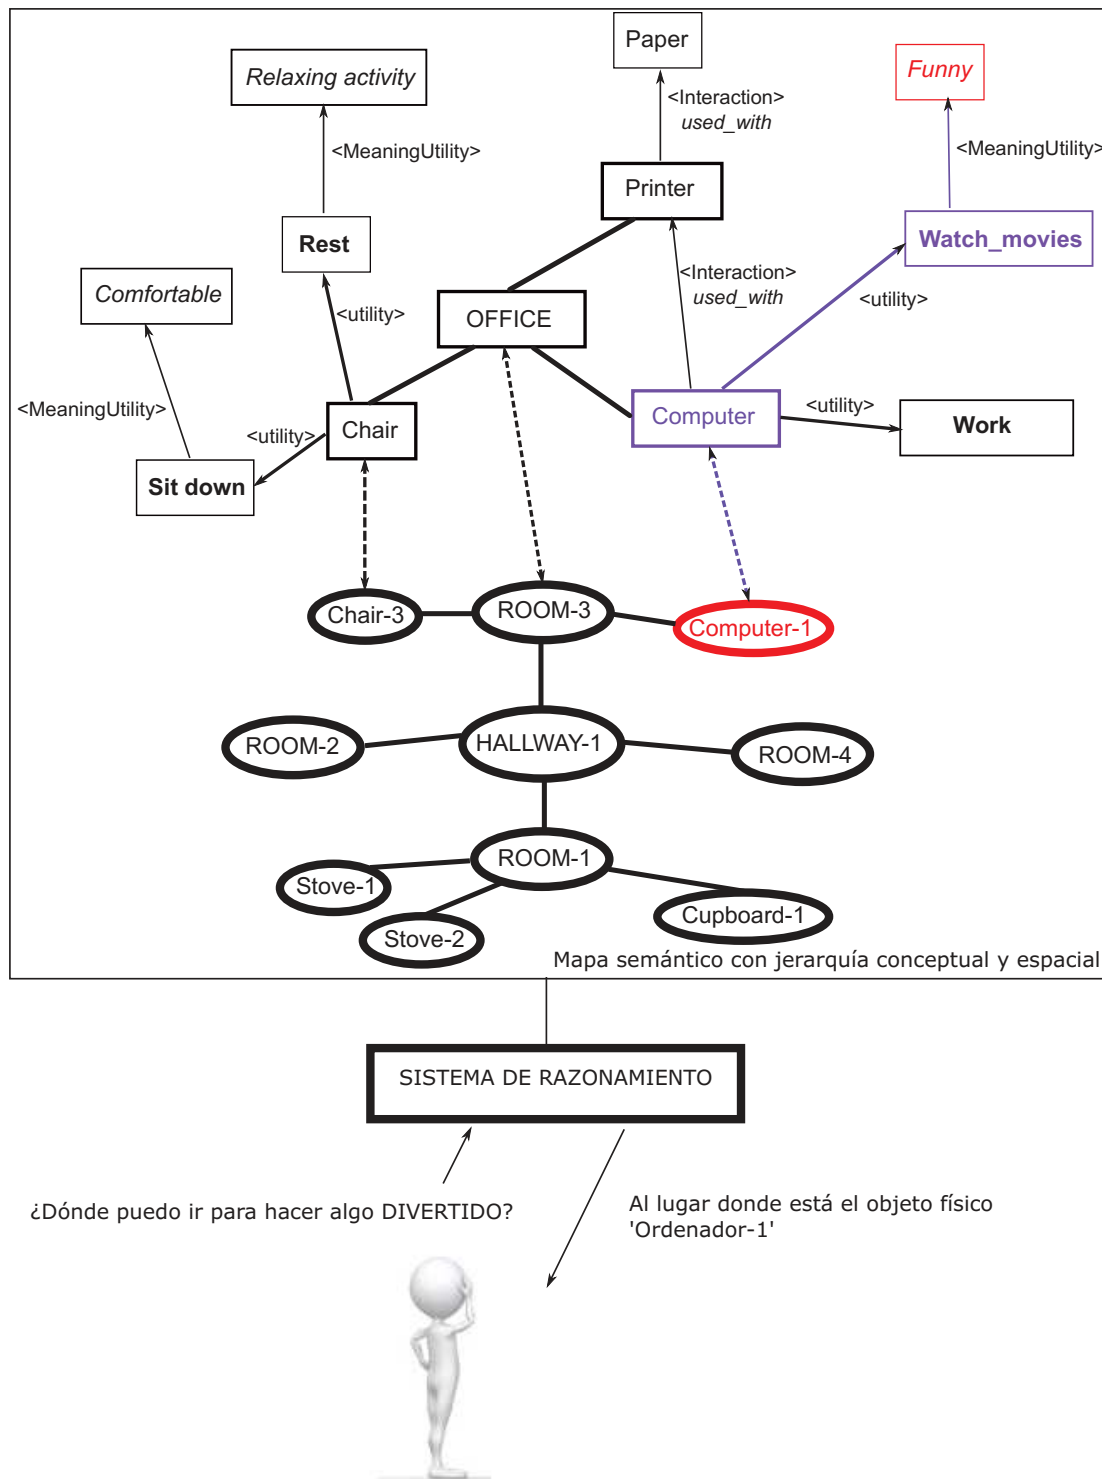 Paper
Relaxing activity
Funny
<Interaction>
used_with
<MeaningUtility>
<MeaningUtility>
Printer
Rest
Watch_movies
Comfortable
<Interaction>
used_with
<utility>
<utility>
OFFICE
<MeaningUtility>
<utility>
Chair
Computer
<utility>
Work
Sit down
Chair-3
ROOM-3
Computer-1
ROOM-2
HALLWAY-1
ROOM-4
ROOM-1
Stove-1
Stove-2
Cupboard-1
Mapa semántico con jerarquía conceptual y espacial
SISTEMA DE RAZONAMIENTO
¿Dónde puedo ir para hacer algo DIVERTIDO?
Al lugar donde está el objeto físico
'Ordenador-1'